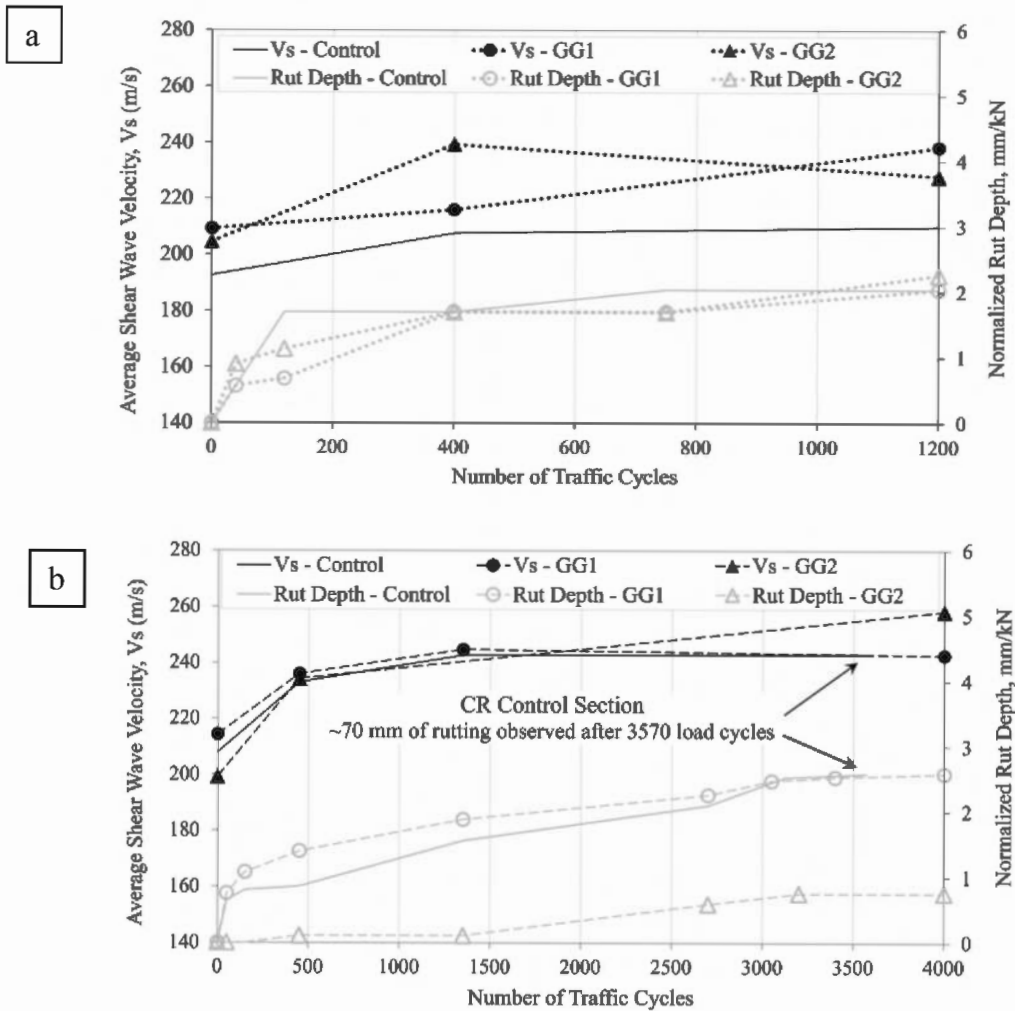 a
280
260
240
220
200
180
160
140
Average Shear Wave Velocity, Vs (m/s)
Vs - Control
Vs - GG1
Vs - GG2
Rut Depth - Control
Rut Depth - GG1
Rut Depth - GG2
6
5
4
3
2
1
0
Normalized Rut Depth, mm/kN
0 200 400 600 800 1000 1200
Number of Traffic Cycles
b
280
260
240
220
200
180
160
140
Average Shear Wave Velocity, Vs (m/s)
Vs - Control
Vs - GG1
Vs - GG2
Rut Depth - Control
Rut Depth - GG1
Rut Depth - GG2
CR Control Section
~70 mm of rutting observed after 3570 load cycles
6
5
4
3
2
1
0
Normalized Rut Depth, mm/kN
0 500 1000 1500 2000 2500 3000 3500 4000
Number of Traffic Cycles